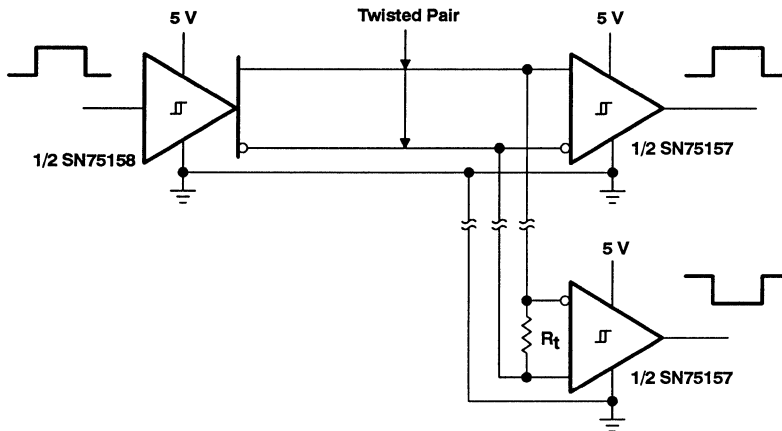 Twisted Pair
5 V
5 V
1/2 SN75158
1/2 SN75157
5 V
Rt
1/2 SN75157